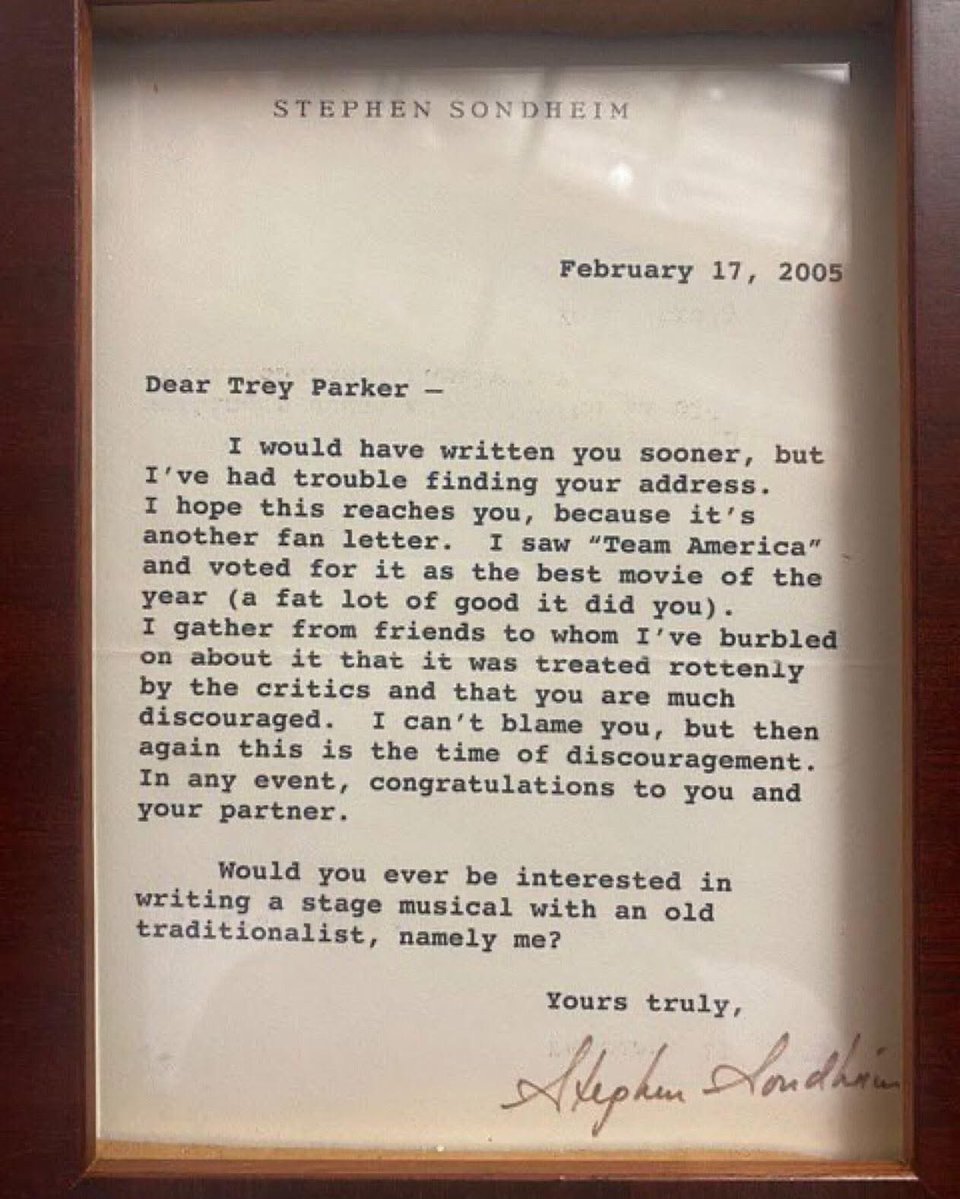 STEPHEN SONDHEIM
February 17, 2005
Dear Trey Parker –
I would have written you sooner, but
I've had trouble finding your address.
I hope this reaches you, because it's
another fan letter.  I saw “Team America”
and voted for it as the best movie of the
year (a fat lot of good it did you).
I gather from friends to whom I've burbled
on about it that it was treated rottenly
by the critics and that you are much
discouraged.  I can't blame you, but then
again this is the time of discouragement.
In any event, congratulations to you and
your partner.
Would you ever be interested in
writing a stage musical with an old
traditionalist, namely me?
Yours truly,
Stephen Sondheim